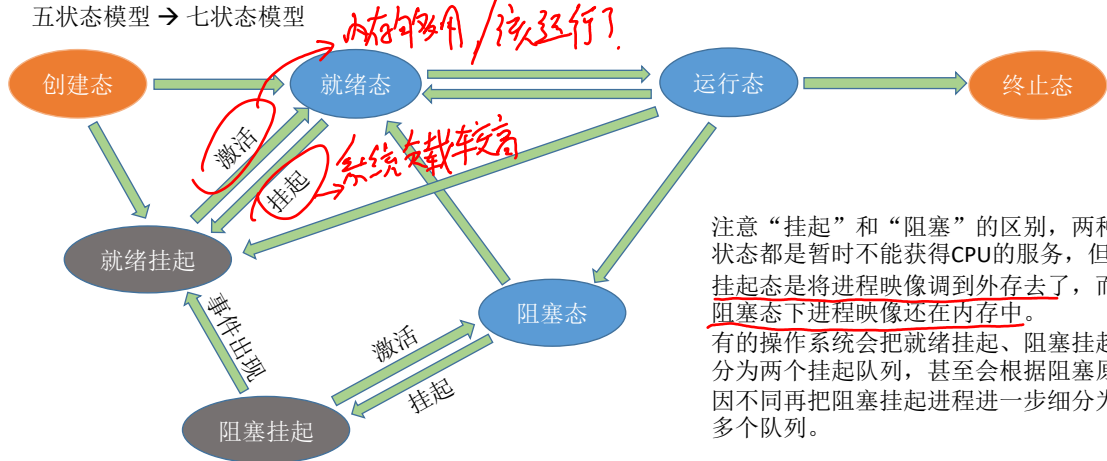 五状态模型 → 七状态模型
内存够用/该运行了
创建态
就绪态
运行态
终止态
激活
挂起
系统负载较高
就绪挂起
事件出现
阻塞态
激活
挂起
阻塞挂起
注意“挂起”和“阻塞”的区别，两种
状态都是暂时不能获得CPU的服务，但
挂起态是将进程映像调到外存去了，而
阻塞态下进程映像还在内存中。
有的操作系统会把就绪挂起、阻塞挂起
分为两个挂起队列，甚至会根据阻塞原
因不同再把阻塞挂起进程进一步细分为
多个队列。